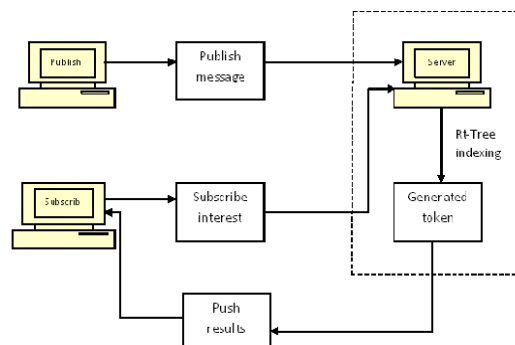 Publish
Publish
message
Server
Rt-Tree
indexing
Subscrib
Subscribe
interest
Generated
token
Push
results